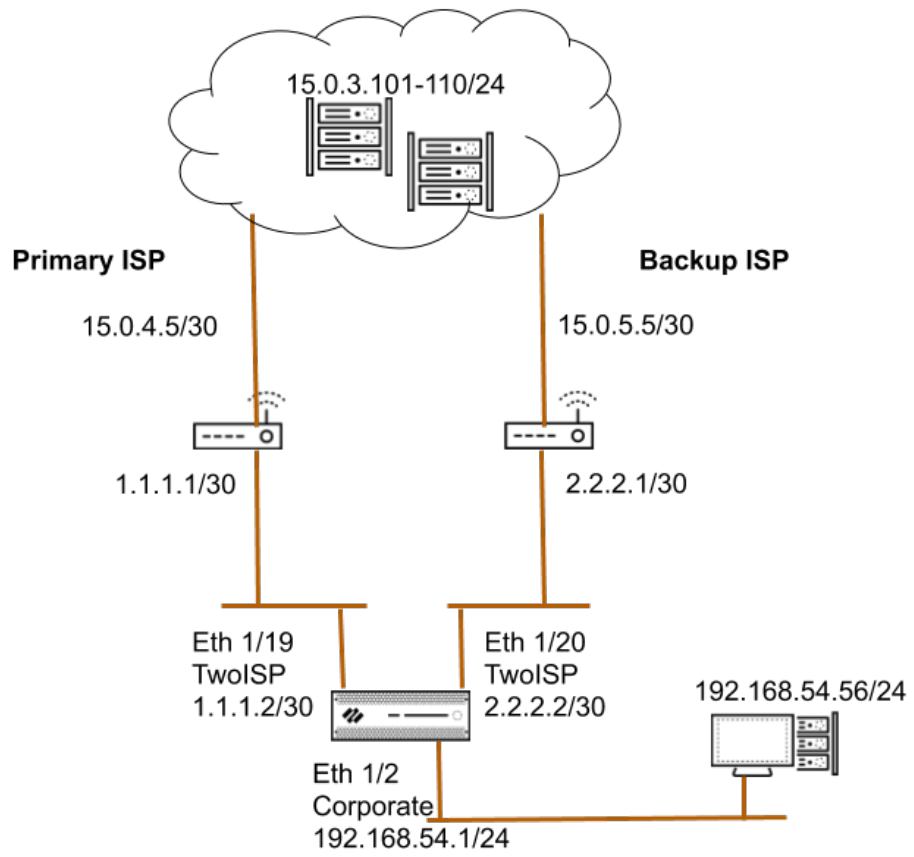 15.0.3.101-110/24
Primary ISP
Backup ISP
15.0.4.5/30
15.0.5.5/30
1.1.1.1/30
2.2.2.1/30
Eth 1/19
TwoISP
1.1.1.2/30
Eth 1/20
TwoISP
2.2.2.2/30
192.168.54.56/24
Eth 1/2
Corporate
192.168.54.1/24